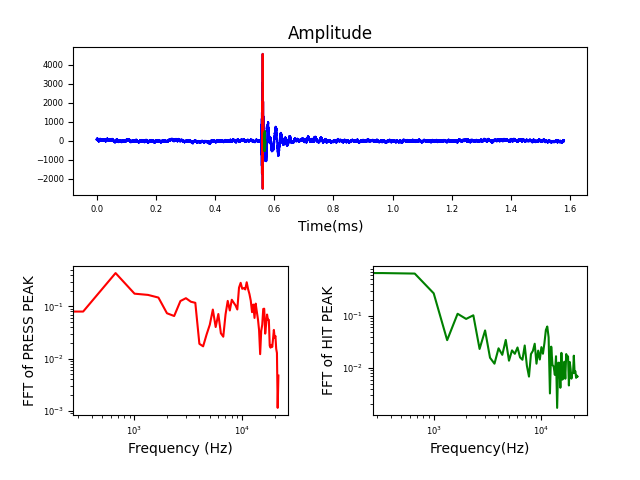 Amplitude
4000
3000
2000
1000
0
−1000
−2000
0.0 0.2 0.4 0.6 0.8 1.0 1.2 1.4 1.6
Time(ms)
FFT of PRESS PEAK
10⁻¹
10⁻²
10⁻³
10³ 10⁴
Frequency (Hz)
FFT of HIT PEAK
10⁻¹
10⁻²
10³ 10⁴
Frequency(Hz)